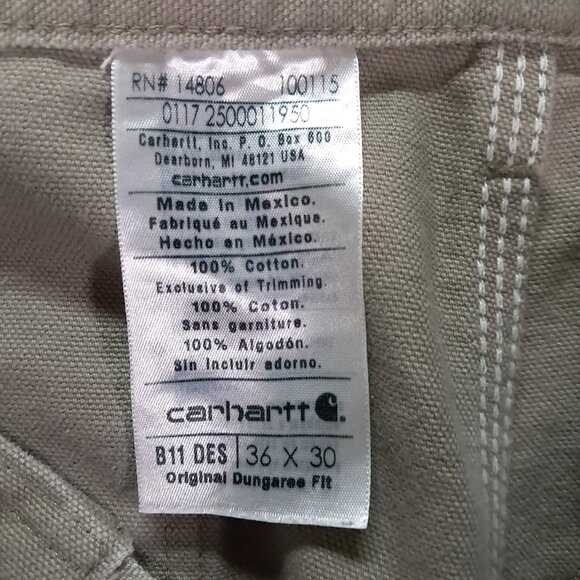 RN# 14806 100115
0117 2500011950
Carhartt, Inc. P. O. Box 600
Dearborn, MI 48121 USA
carhartt.com
Made in Mexico.
Fabriqué au Mexique.
Hecho en México.
100% Cotton.
Exclusive of Trimming.
100% Coton.
Sans garniture.
100% Algodón.
Sin incluir adorno.
carhartt
B11 DES 36 X 30
Original Dungaree Fit